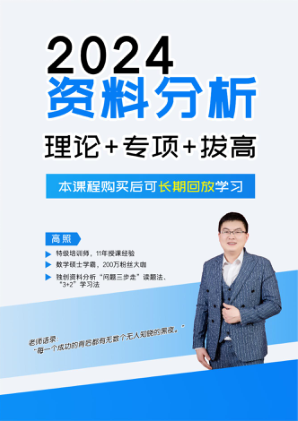 2024
资料分析
理论+专项+拔高
本课程购买后可长期回放学习
高照
特级培训师，11年授课经验
数学硕士学霸，200万粉丝大咖
独创资料分析“问题三步走”读题法、
“3+2”学习法
老师语录
“每一个成功的背后都有无数个无人知晓的黑夜。”